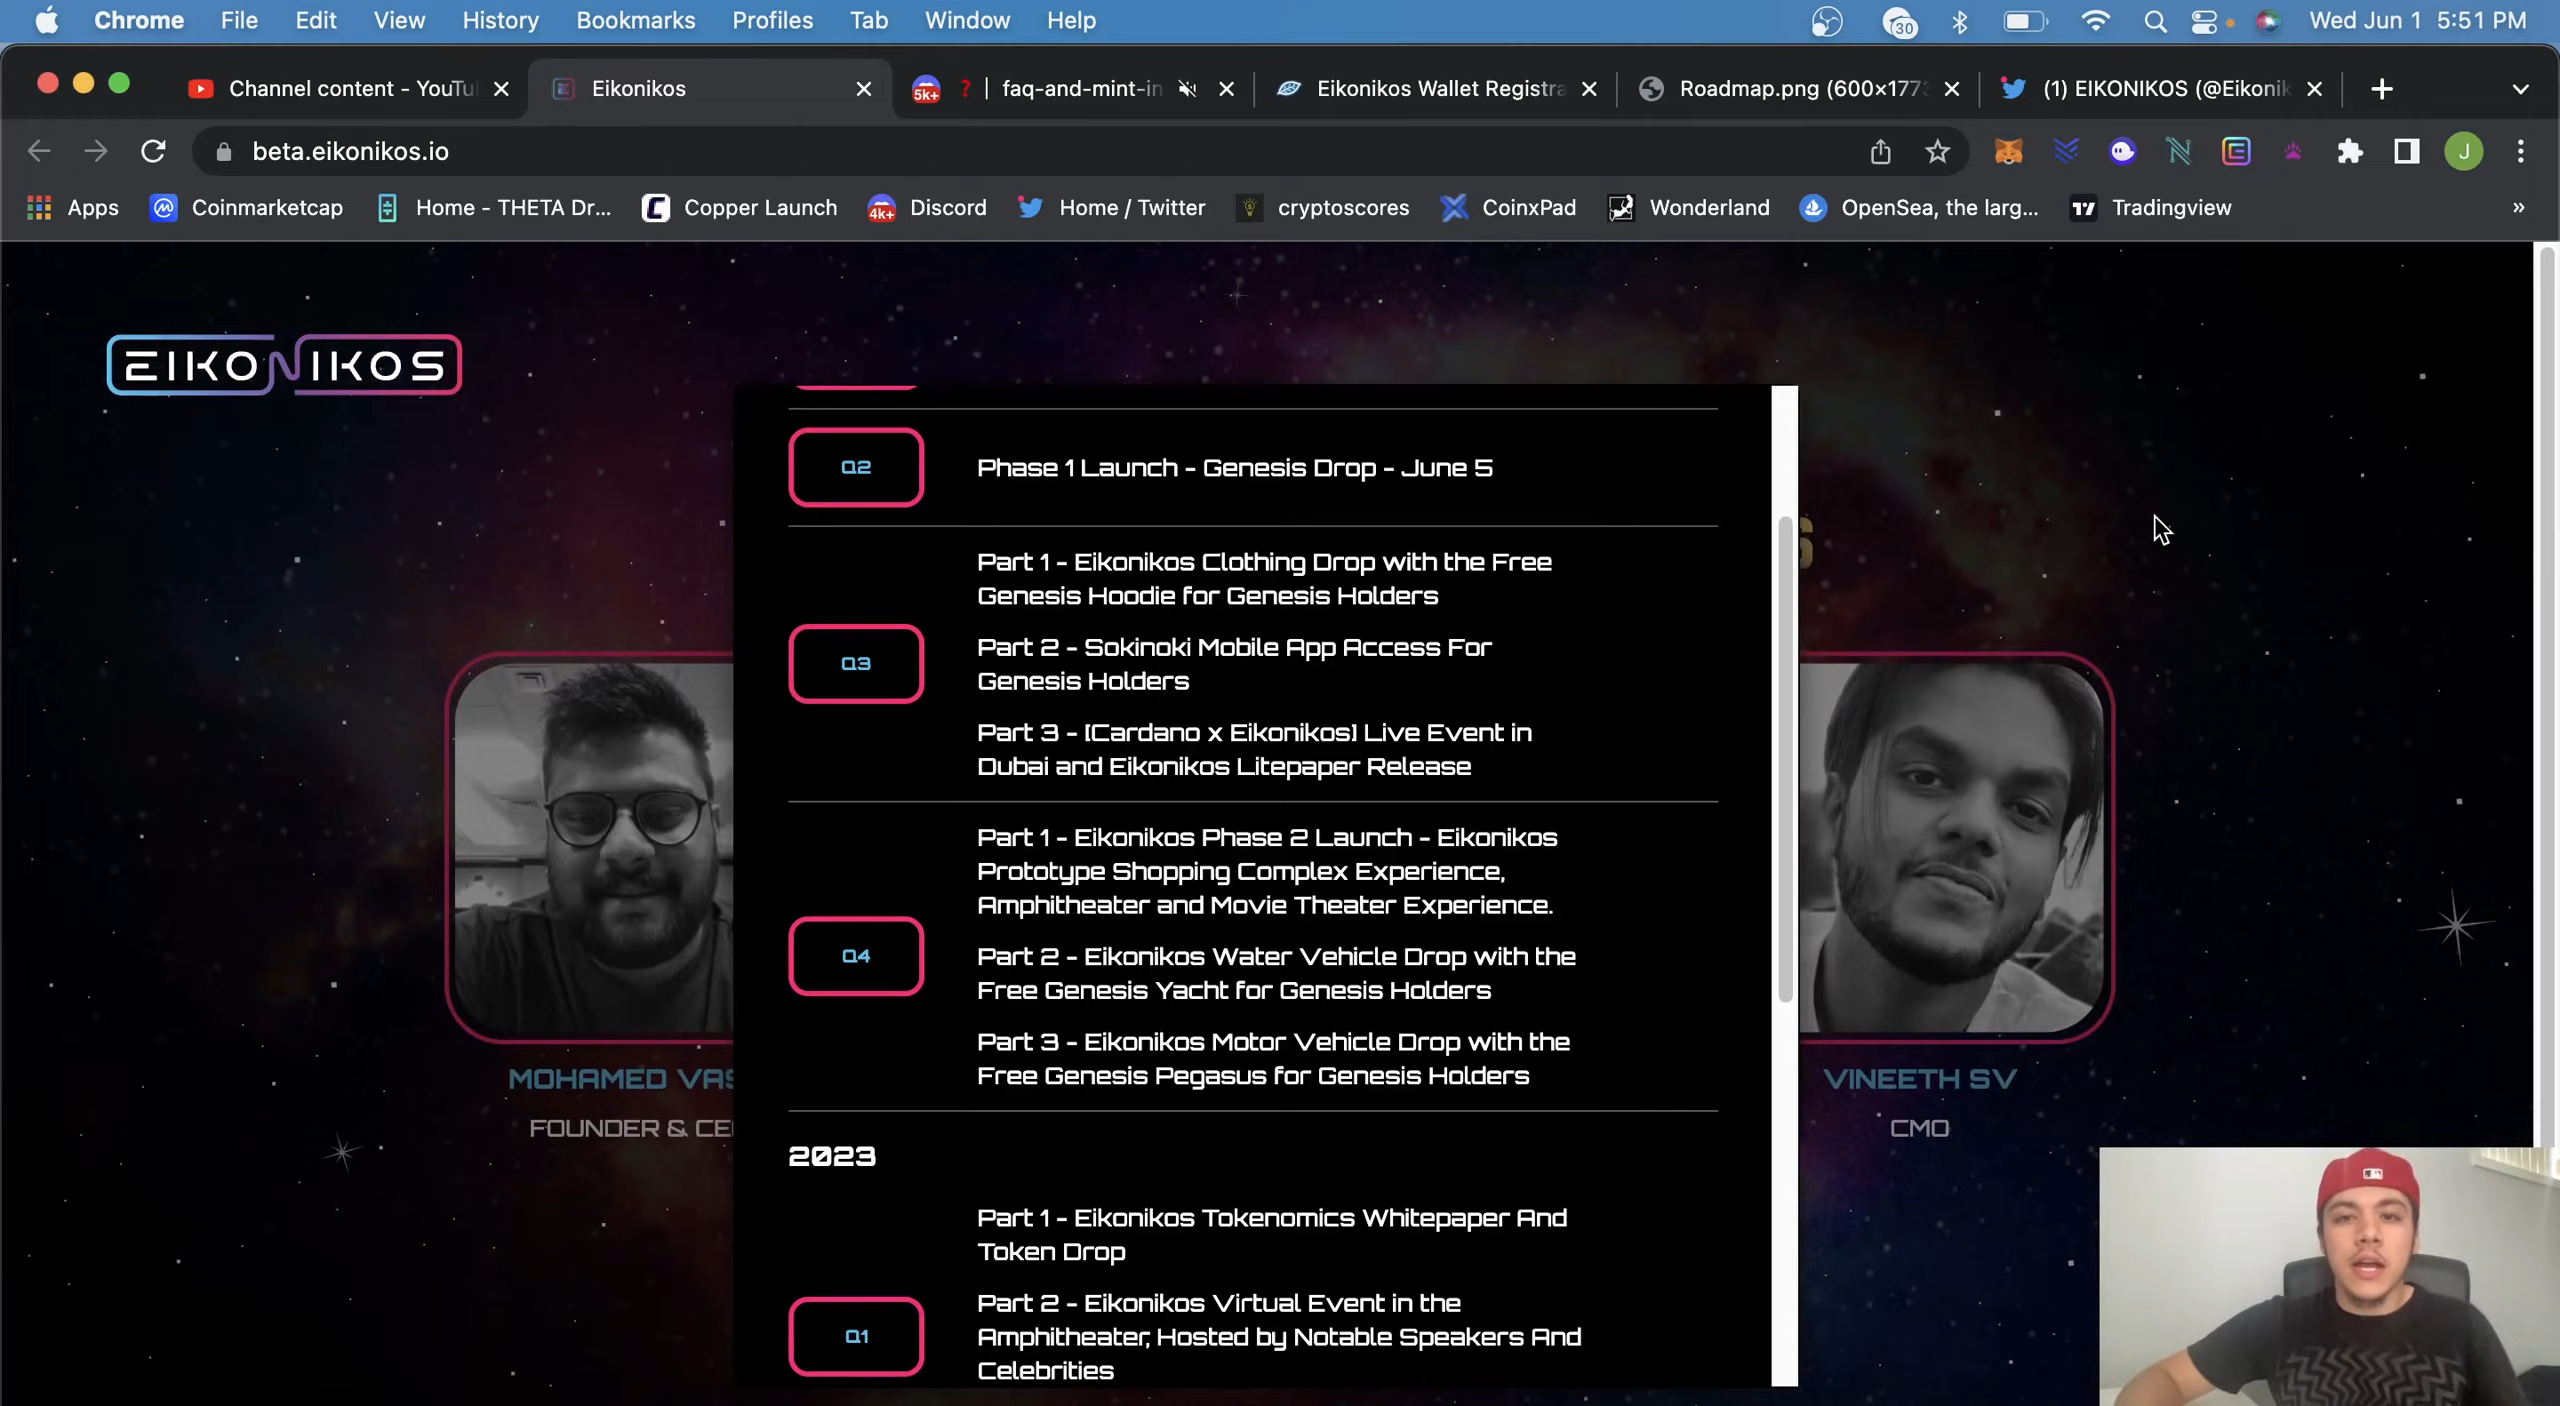 Chrome File Edit View History Bookmarks Profiles Tab Window Help 30 Wed Jun 1 5:51 PM
Channel content - YouTu Eikonikos 5k+ ? | faq-and-mint-in Eikonikos Wallet Registra Roadmap.png (600×177 (1) EIKONIKOS (@Eikonik
beta.eikonikos.io J
Apps Coinmarketcap Home - THETA Dr... Copper Launch 4k+ Discord Home / Twitter cryptoscores CoinxPad Wonderland OpenSea, the larg... Tradingview »
EIKONIKOS
Q2 Phase 1 Launch - Genesis Drop - June 5
Part 1 - Eikonikos Clothing Drop with the Free
Genesis Hoodie for Genesis Holders
Q3
Part 2 - Sokinoki Mobile App Access For
Genesis Holders
Part 3 - [Cardano x Eikonikos] Live Event in
Dubai and Eikonikos Litepaper Release
Part 1 - Eikonikos Phase 2 Launch - Eikonikos
Prototype Shopping Complex Experience,
Amphitheater and Movie Theater Experience.
Q4
Part 2 - Eikonikos Water Vehicle Drop with the
Free Genesis Yacht for Genesis Holders
Part 3 - Eikonikos Motor Vehicle Drop with the
Free Genesis Pegasus for Genesis Holders
2023
Part 1 - Eikonikos Tokenomics Whitepaper And
Token Drop
Q1
Part 2 - Eikonikos Virtual Event in the
Amphitheater, Hosted by Notable Speakers And
Celebrities
MOHAMED VAS
FOUNDER & CE
VINEETH SV
CMO